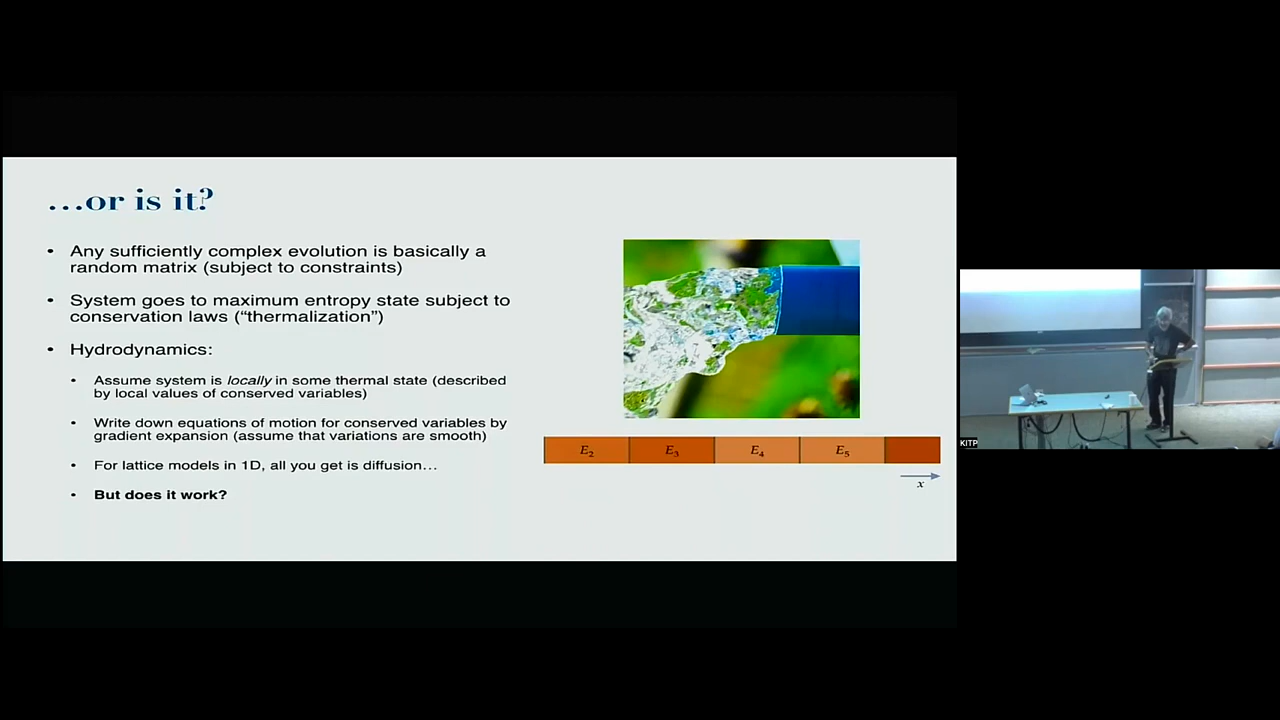 ...or is it?
• Any sufficiently complex evolution is basically a
random matrix (subject to constraints)
• System goes to maximum entropy state subject to
conservation laws (“thermalization”)
• Hydrodynamics:
• Assume system is locally in some thermal state (described
by local values of conserved variables)
• Write down equations of motion for conserved variables by
gradient expansion (assume that variations are smooth)
• For lattice models in 1D, all you get is diffusion...
• But does it work?
E₂ E₃ E₄ E₅
x
KITP